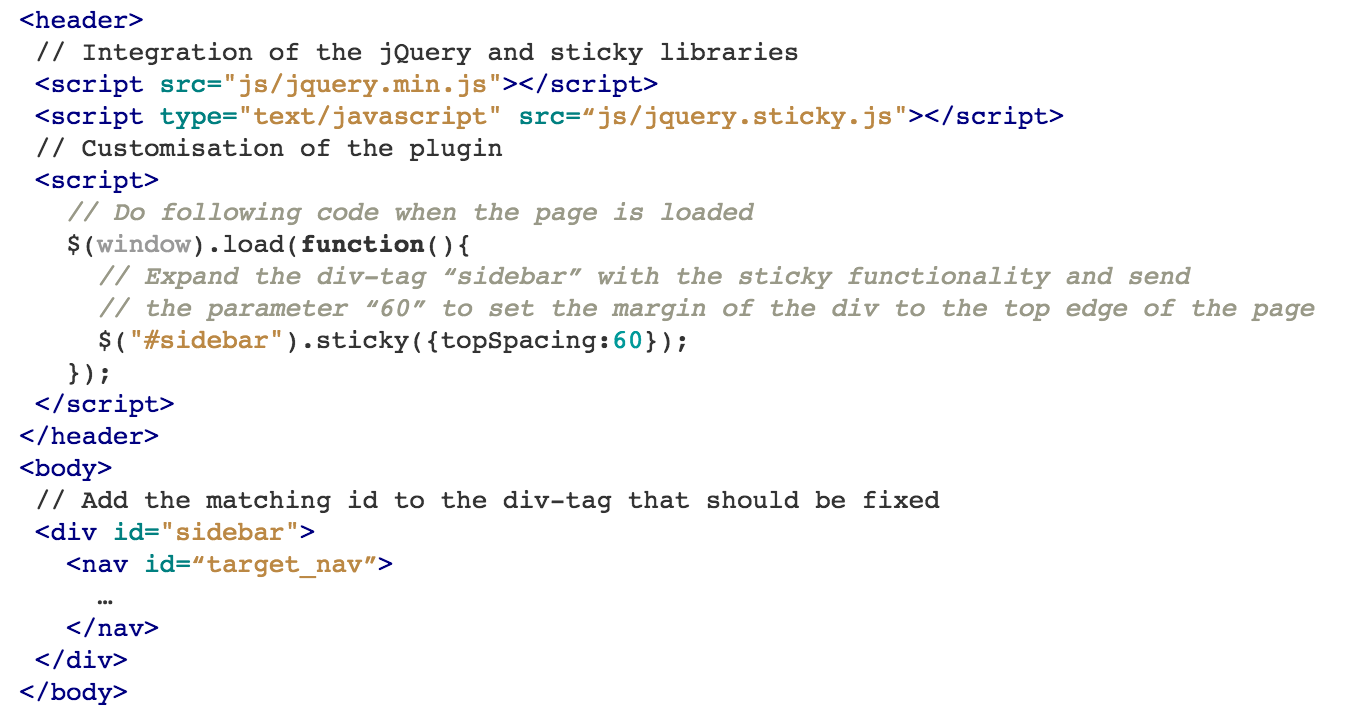 <header>
// Integration of the jQuery and sticky libraries
<script src="js/jquery.min.js"></script>
<script type="text/javascript" src=“js/jquery.sticky.js"></script>
// Customisation of the plugin
<script>
// Do following code when the page is loaded
$(window).load(function(){
// Expand the div-tag “sidebar” with the sticky functionality and send
// the parameter “60” to set the margin of the div to the top edge of the page
$("#sidebar").sticky({topSpacing:60});
});
</script>
</header>
<body>
// Add the matching id to the div-tag that should be fixed
<div id="sidebar">
<nav id=“target_nav”>
…
</nav>
</div>
</body>